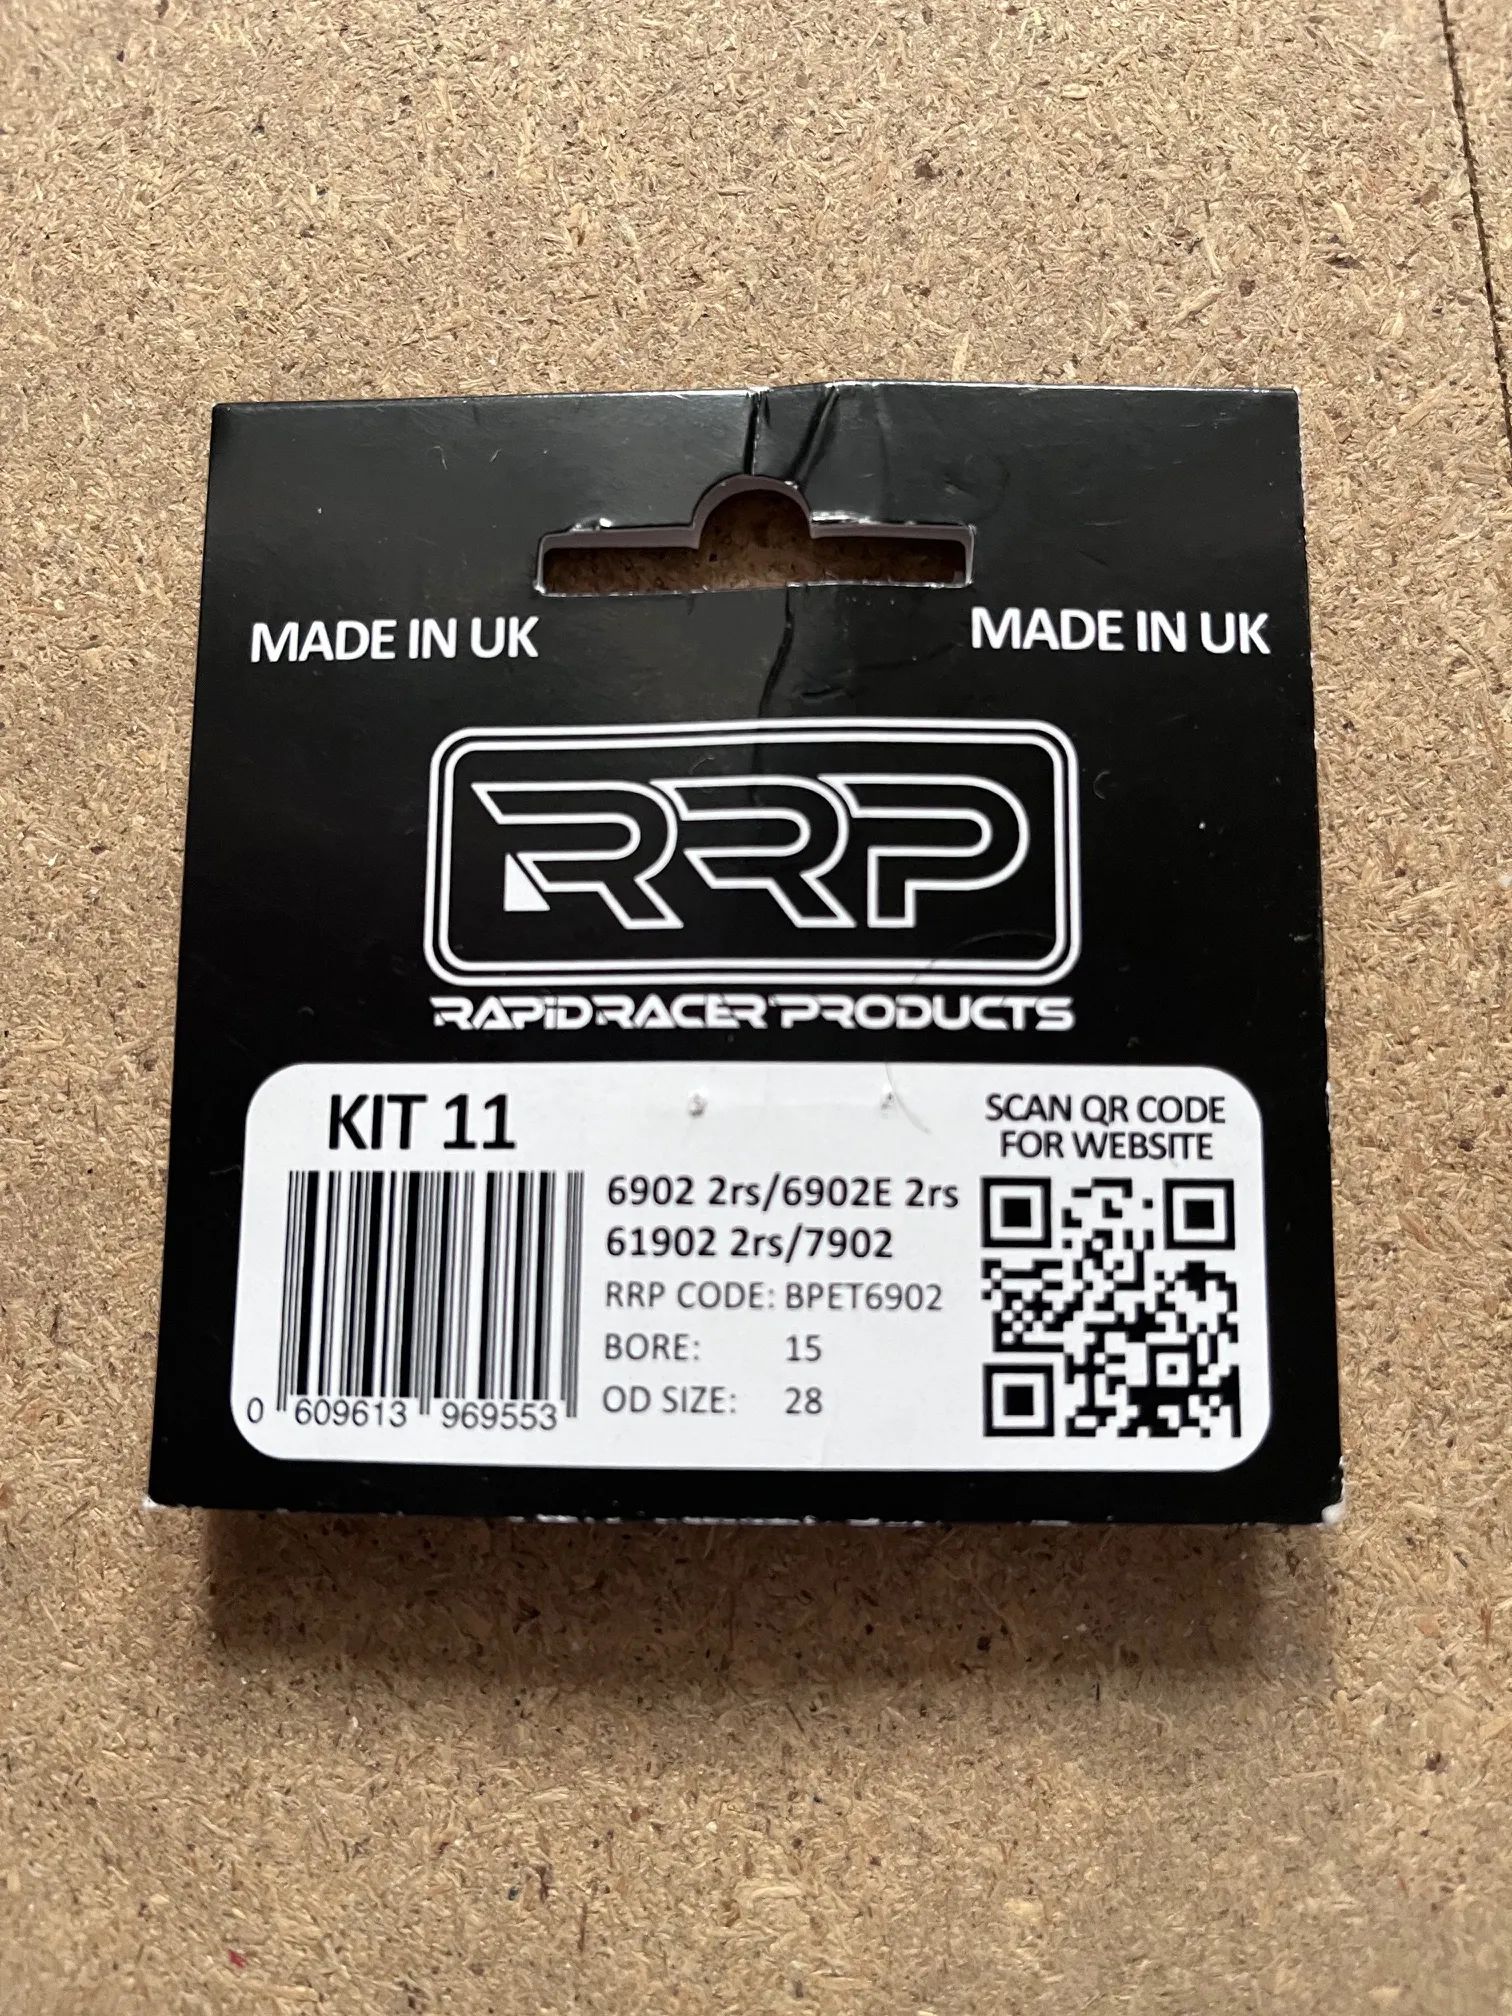 MADE IN UK
MADE IN UK
RRP
RAPID RACER PRODUCTS
KIT 11
0 609613 969553
6902 2rs/6902E 2rs
61902 2rs/7902
RRP CODE: BPET6902
BORE: 15
OD SIZE: 28
SCAN QR CODE
FOR WEBSITE